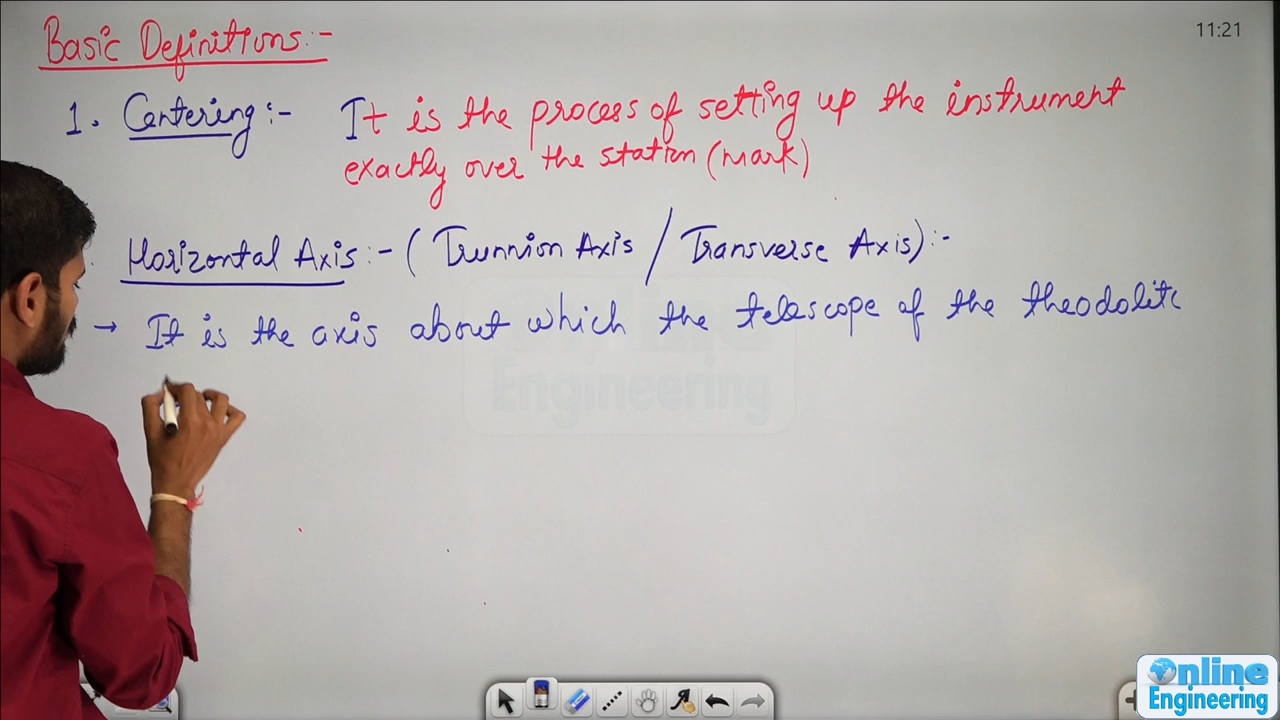 Basic Definitions:-
11:21
1. Centering:- It is the process of setting up the instrument
exactly over the station (mark)
Horizontal Axis:- (Trunnion Axis / Transverse Axis):-
→ It is the axis about which the telescope of the theodolite
Engineering
Online
Engineering